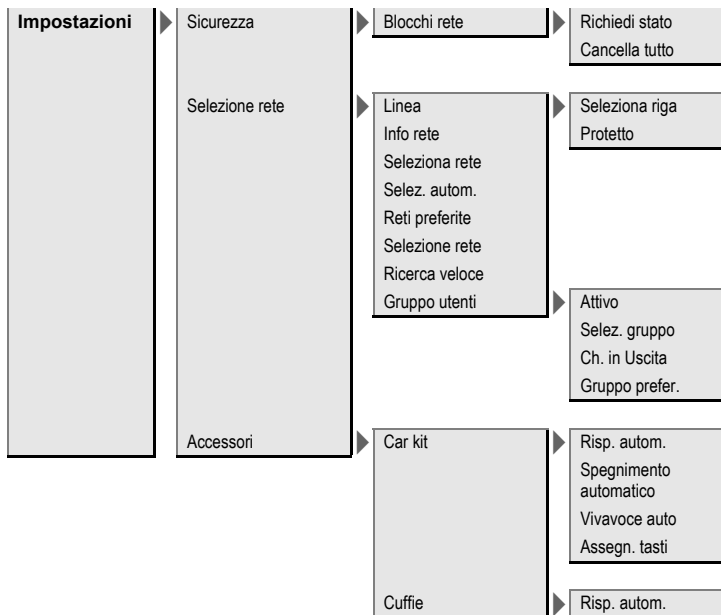 Impostazioni
Sicurezza
Blocchi rete
Richiedi stato
Cancella tutto
Selezione rete
Linea
Seleziona riga
Info rete
Protetto
Seleziona rete
Selez. autom.
Reti preferite
Selezione rete
Ricerca veloce
Gruppo utenti
Attivo
Selez. gruppo
Ch. in Uscita
Gruppo prefer.
Accessori
Car kit
Risp. autom.
Spegnimento
automatico
Vivavoce auto
Assegn. tasti
Cuffie
Risp. autom.